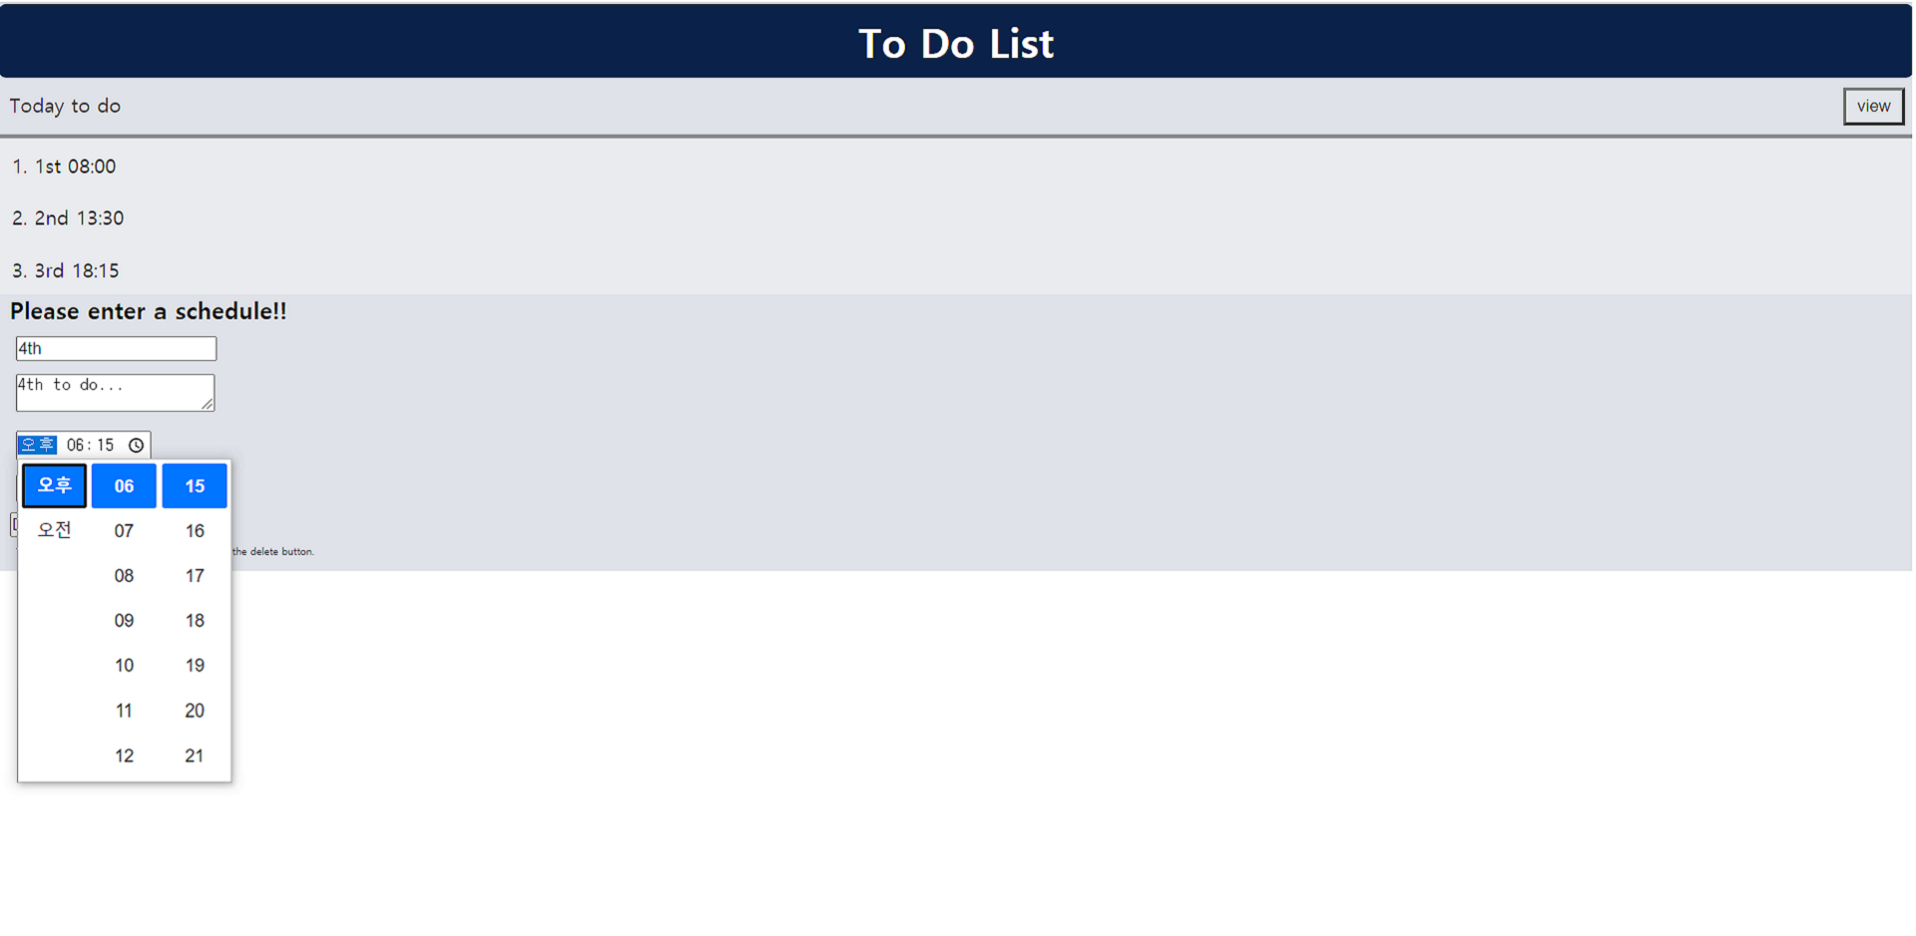 To Do List
Today to do
view
1. 1st 08:00
2. 2nd 13:30
3. 3rd 18:15
Please enter a schedule!!
4th
4th to do...
오후 06:15
오후 06 15
오전 07 16
08 17
09 18
10 19
11 20
12 21
the delete button.